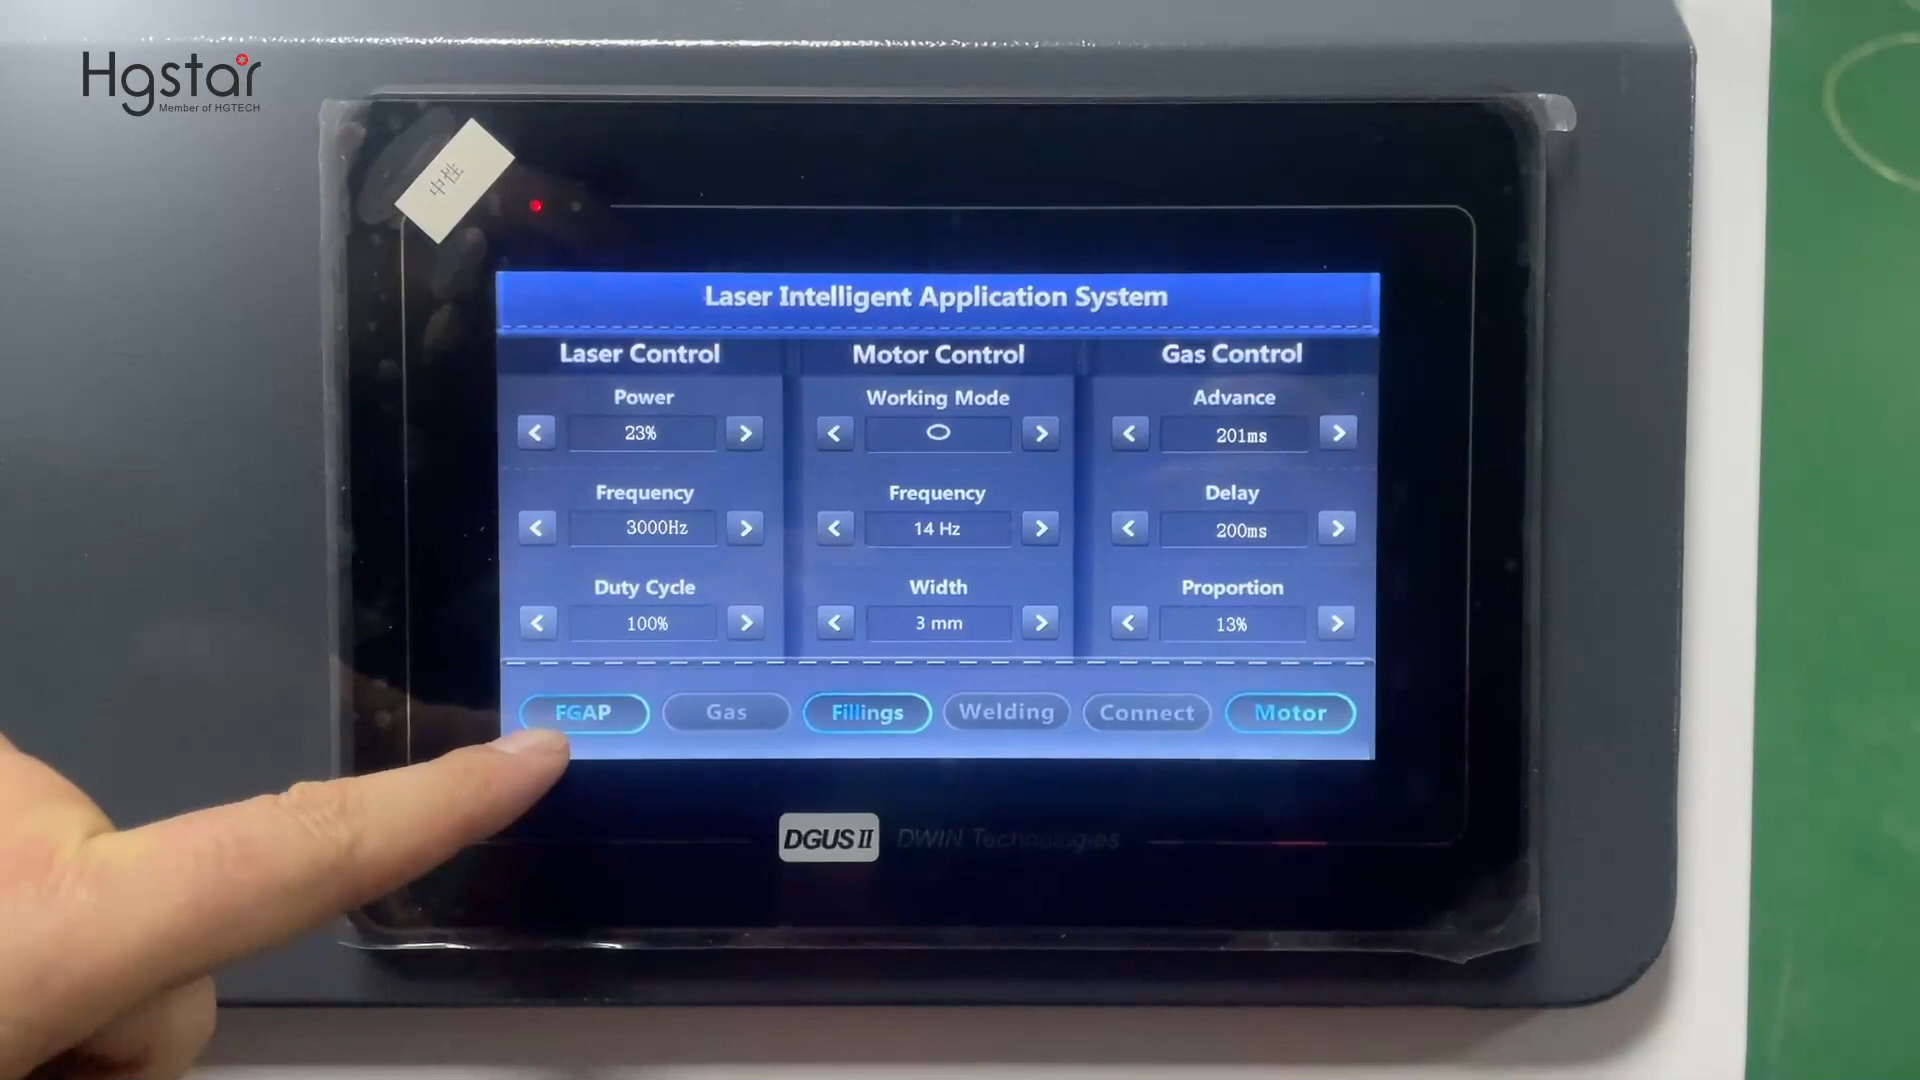 Hgstar
Member of HGTECH
中性
Laser Intelligent Application System
Laser Control Motor Control Gas Control
Power Working Mode Advance
23% 201ms
Frequency Frequency Delay
3000Hz 14 Hz 200ms
Duty Cycle Width Proportion
100% 3 mm 13%
FGAP Gas Fillings Welding Connect Motor
DGUS II DWIN Technologies